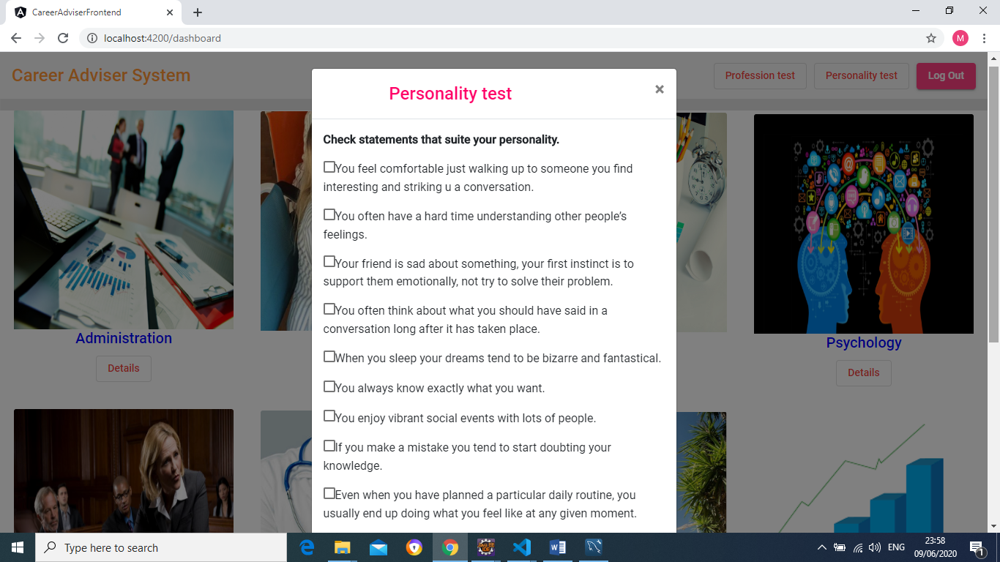 CareerAdviserFrontend
localhost:4200/dashboard
M
Career Adviser System
Profession test
Personality test
Log Out
Personality test
×
Check statements that suite your personality.
You feel comfortable just walking up to someone you find
interesting and striking u a conversation.
You often have a hard time understanding other people’s
feelings.
Your friend is sad about something, your first instinct is to
support them emotionally, not try to solve their problem.
You often think about what you should have said in a
conversation long after it has taken place.
When you sleep your dreams tend to be bizarre and fantastical.
You always know exactly what you want.
You enjoy vibrant social events with lots of people.
If you make a mistake you tend to start doubting your
knowledge.
Even when you have planned a particular daily routine, you
usually end up doing what you feel like at any given moment.
Administration
Details
Psychology
Details
Type here to search
ENG
23:58
09/06/2020
1